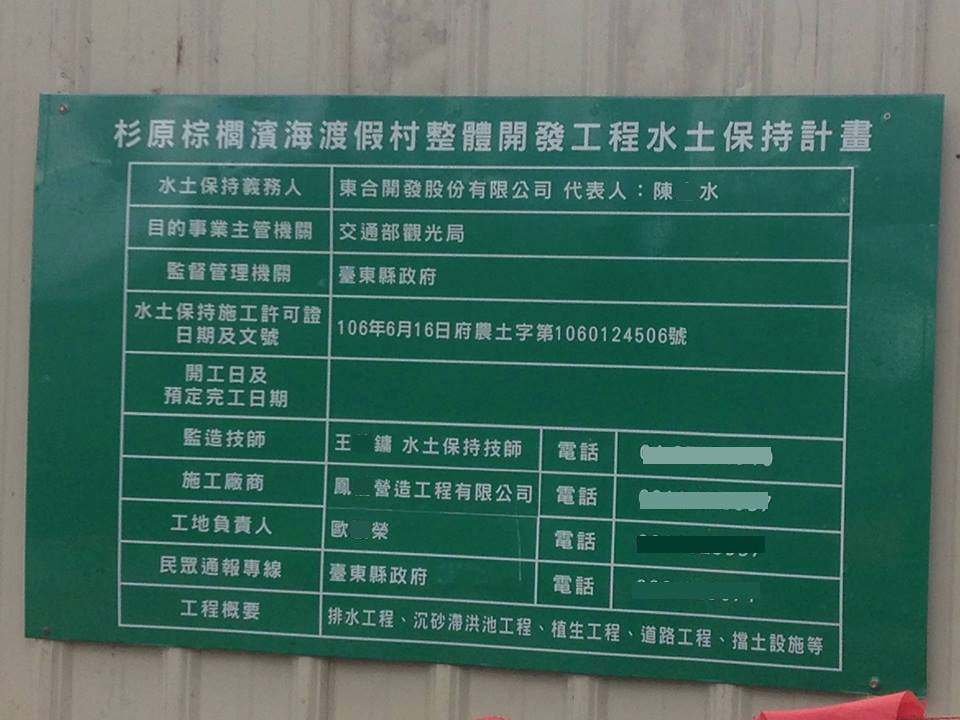 杉原棕櫚濱海渡假村整體開發工程水土保持計畫
水土保持義務人 東合開發股份有限公司 代表人：陳 水
目的事業主管機關 交通部觀光局
監督管理機關 臺東縣政府
水土保持施工許可證
日期及文號 106年6月16日府農土字第1060124506號
開工日及
預定完工日期
監造技師 王 鏞 水土保持技師 電話
施工廠商 鳳 營造工程有限公司 電話
工地負責人 歐 榮 電話
民眾通報專線 臺東縣政府 電話
工程概要 排水工程、沉砂滯洪池工程、植生工程、道路工程、擋土設施等